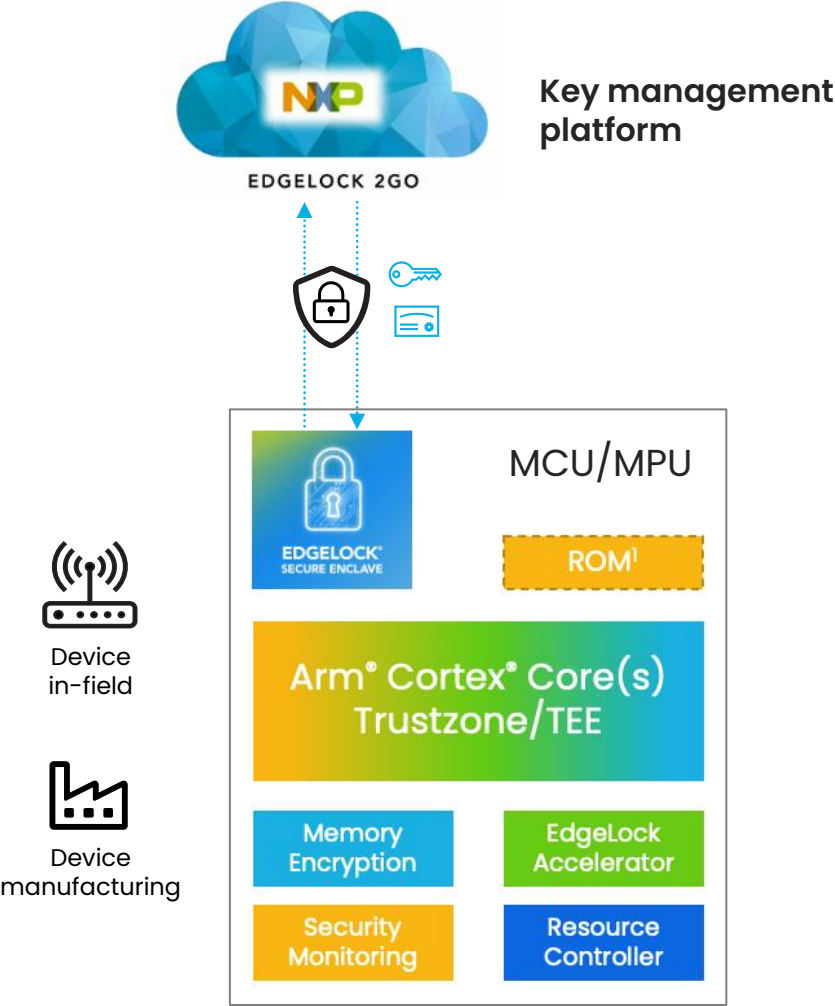 NXP
Key management
platform
EDGELOCK 2GO
MCU/MPU
EDGELOCK®
SECURE ENCLAVE
ROM¹
Device
in-field
Arm® Cortex® Core(s)
Trustzone/TEE
Memory
Encryption
EdgeLock
Accelerator
Device
manufacturing
Security
Monitoring
Resource
Controller